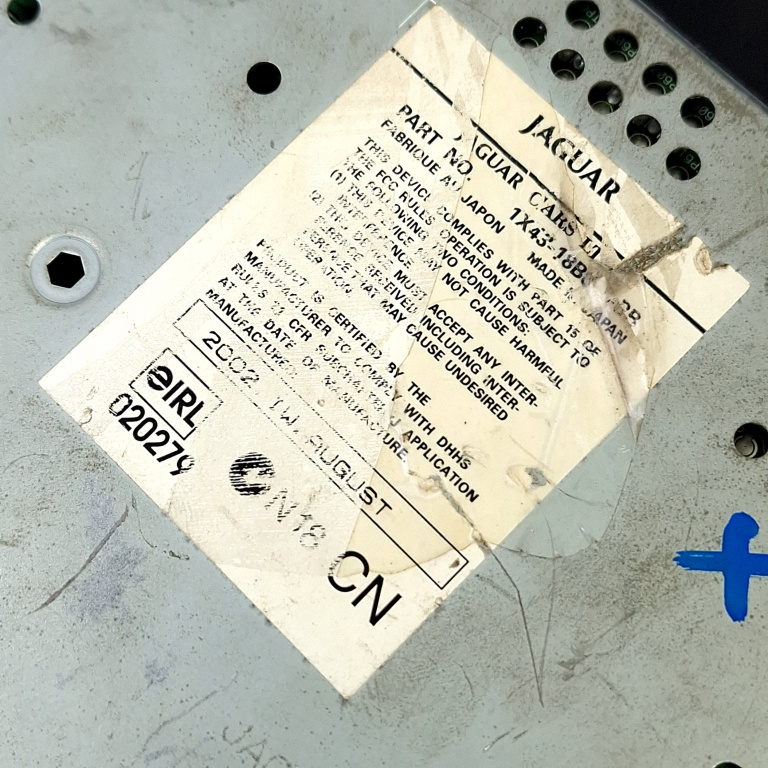 JAGUAR
JAGUAR CARS LTD
PART NO. 1X43-18B
FABRIQUE AU JAPON MADE IN JAPAN
THIS DEVICE COMPLIES WITH PART 15 OF
THE FCC RULES OPERATION IS SUBJECT TO
THE FOLLOWING TWO CONDITIONS:
(1) THIS DEVICE MAY NOT CAUSE HARMFUL
INTERFERENCE
(2) THIS DEVICE MUST ACCEPT ANY INTER-
FERENCE RECEIVED INCLUDING INTER-
FERENCE THAT MAY CAUSE UNDESIRED
OPERATION
PRODUCT IS CERTIFIED BY THE
MANUFACTURER TO COMPLY WITH DHHS
RULES 21 CFR SUBCHAPTER J APPLICATION
AT THE DATE OF MANUFACTURE
MANUFACTURED
2002 AUGUST
eIRL
020279
N18
CN